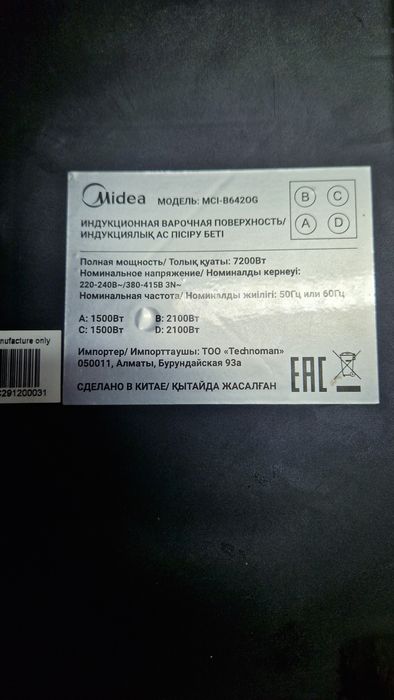 Midea МОДЕЛЬ: MCI-B642OG
B C
A D
ИНДУКЦИОННАЯ ВАРОЧНАЯ ПОВЕРХНОСТЬ/
ИНДУКЦИЯЛЫҚ АС ПІСІРУ БЕТІ
Полная мощность/ Толық қуаты: 7200Вт
Номинальное напряжение/ Номиналды кернеуі:
220-240В~/380-415В 3N~
Номинальная частота/ Номиналды жиілігі: 50Гц или 60Гц
A: 1500Вт B: 2100Вт
C: 1500Вт D: 2100Вт
Импортер/ Импорттаушы: ТОО «Technoman»
050011, Алматы, Бурундайская 93а
СДЕЛАНО В КИТАЕ/ ҚЫТАЙДА ЖАСАЛҒАН
EAC
nufacture only
291200031